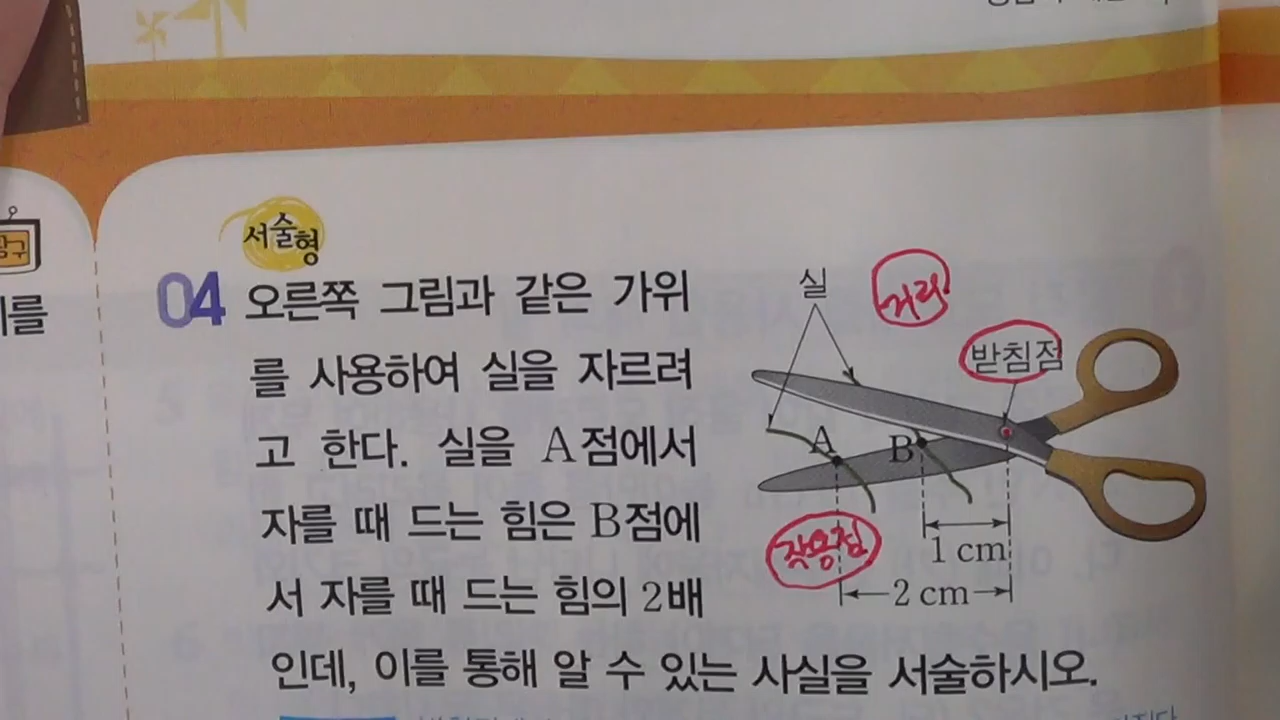 서술형
04 오른쪽 그림과 같은 가위
를 사용하여 실을 자르려
고 한다. 실을 A점에서
자를 때 드는 힘은 B점에
서 자를 때 드는 힘의 2배
인데, 이를 통해 알 수 있는 사실을 서술하시오.
실
거리
받침점
A
B
작용점
1 cm
2 cm
를